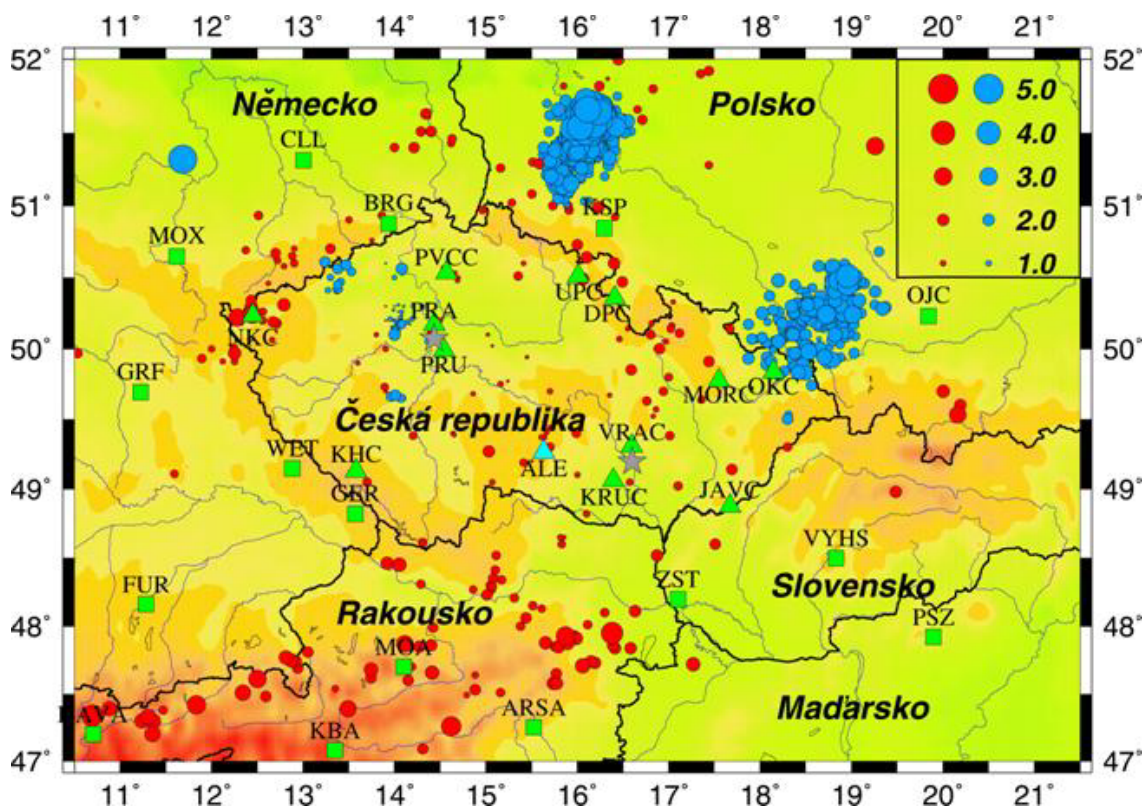 11° 12° 13° 14° 15° 16° 17° 18° 19° 20° 21°
52° 52°
Německo Polsko 5.0
CLL 4.0
3.0
51° BRG KSP 2.0 51°
MOX PVCC 1.0
UPC OJC
PRA DPC
NKC
50° PRU 50°
GRF MORC OKC
Česká republika
WET KHC ALE VRAC
GER KRUC JAVC
49° 49°
VYHS
FUR ZST Slovensko
Rakousko PSZ
48° MOA 48°
ARSA Maďarsko
KBA
47° 47°
11° 12° 13° 14° 15° 16° 17° 18° 19° 20° 21°